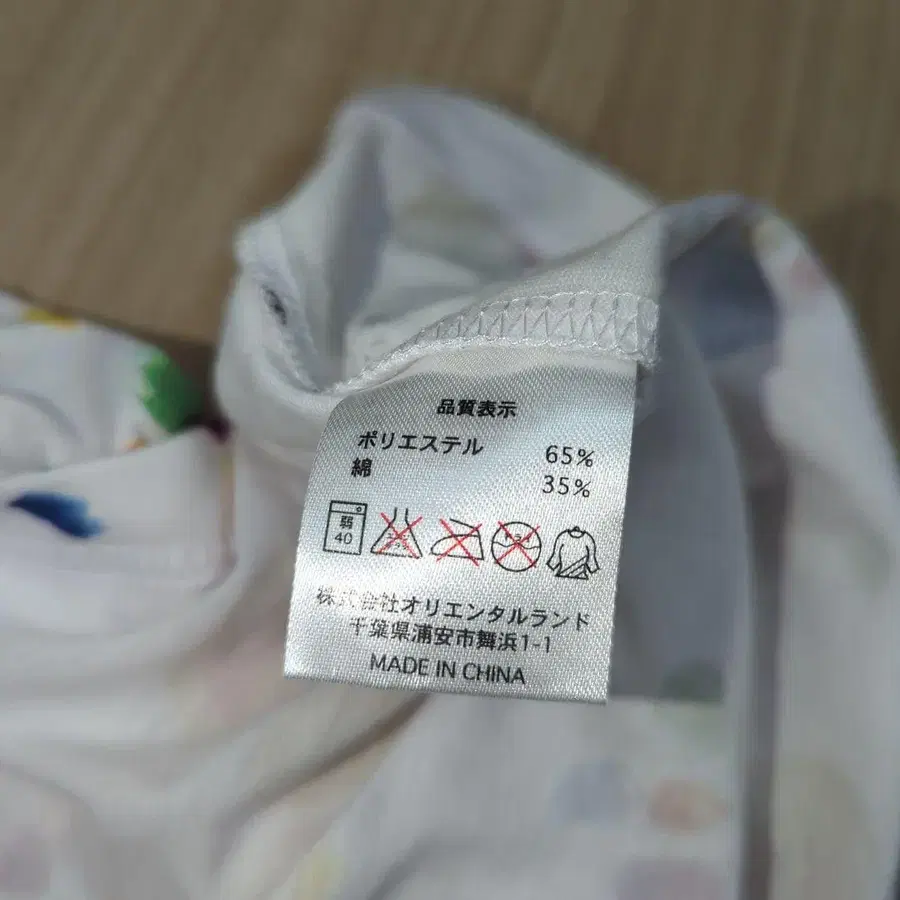 品質表示
ポリエステル 65%
綿 35%
弱
40
株式会社オリエンタルランド
千葉県浦安市舞浜1-1
MADE IN CHINA